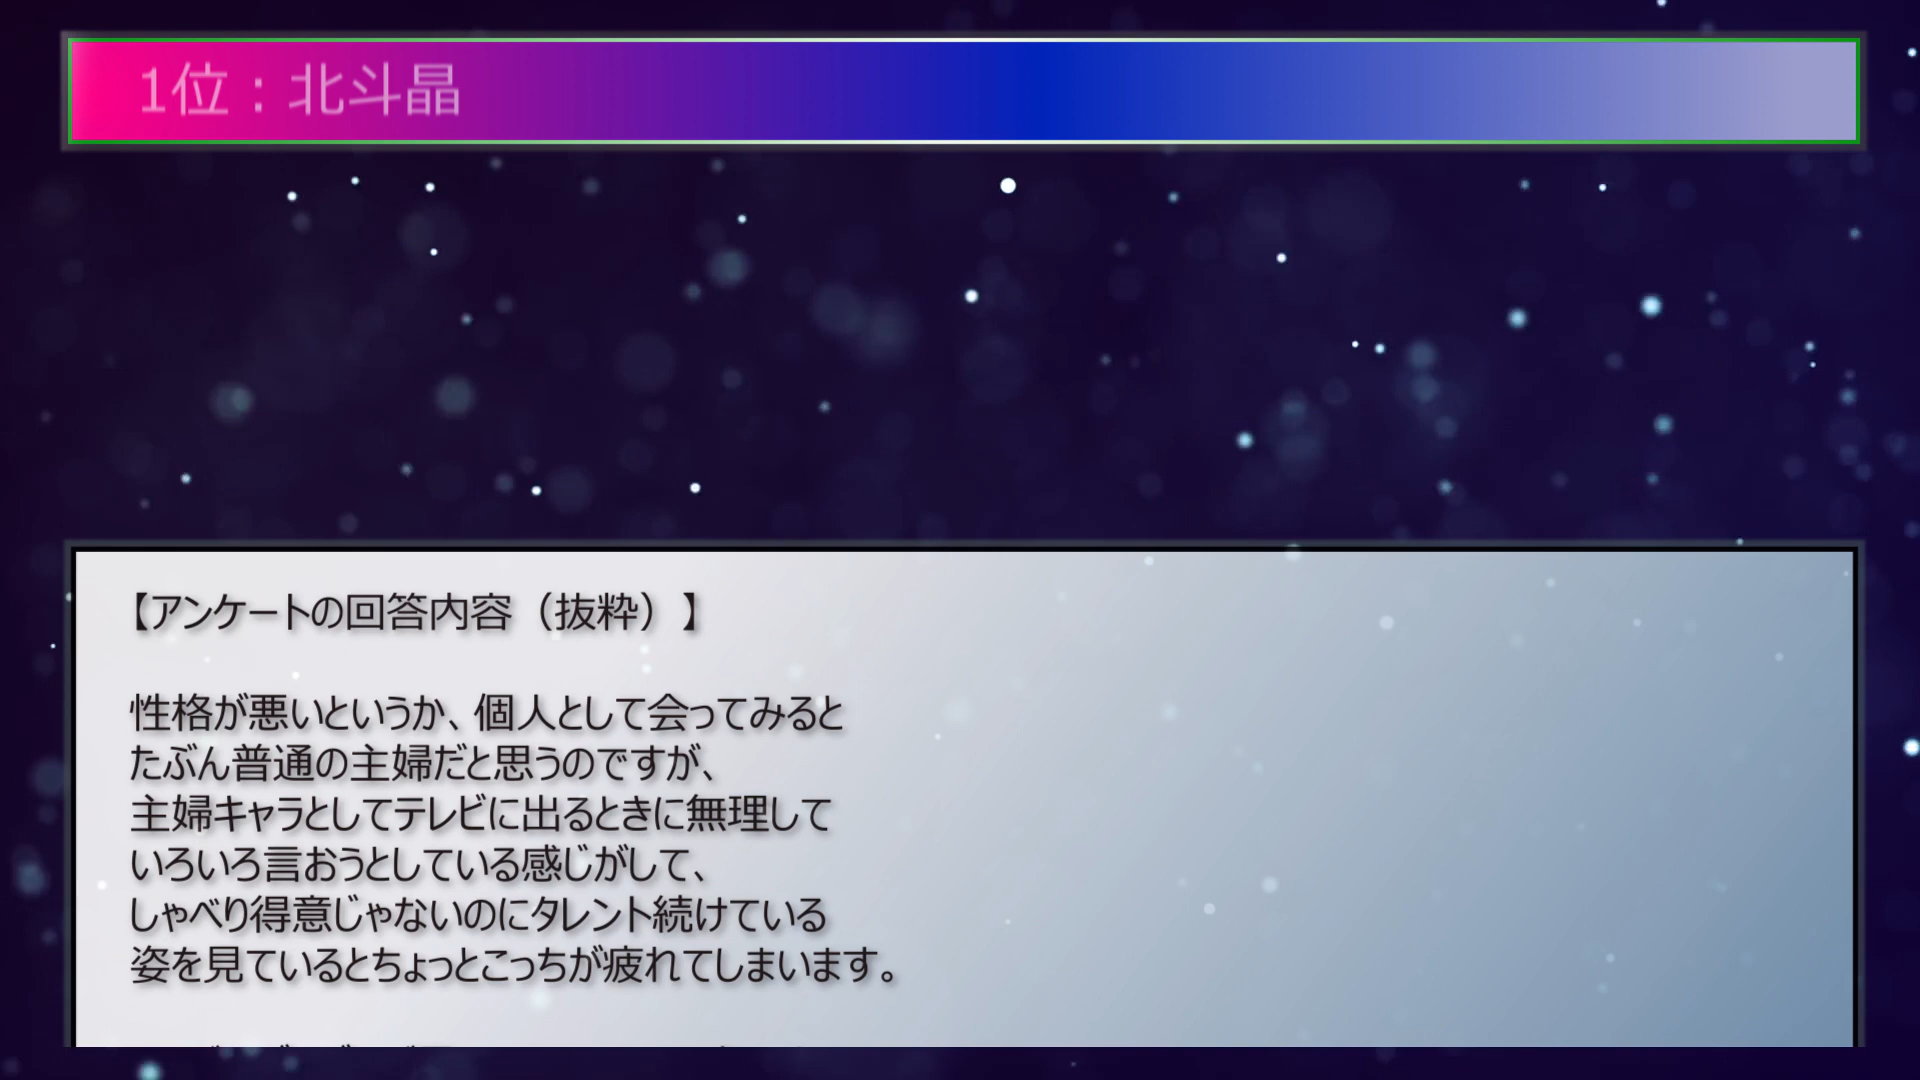 1位：北斗晶
【アンケートの回答内容（抜粋）】
性格が悪いというか、個人として会ってみると
たぶん普通の主婦だと思うのですが、
主婦キャラとしてテレビに出るときに無理して
いろいろ言おうとしている感じがして、
しゃべり得意じゃないのにタレント続けている
姿を見ているとちょっとこっちが疲れてしまいます。